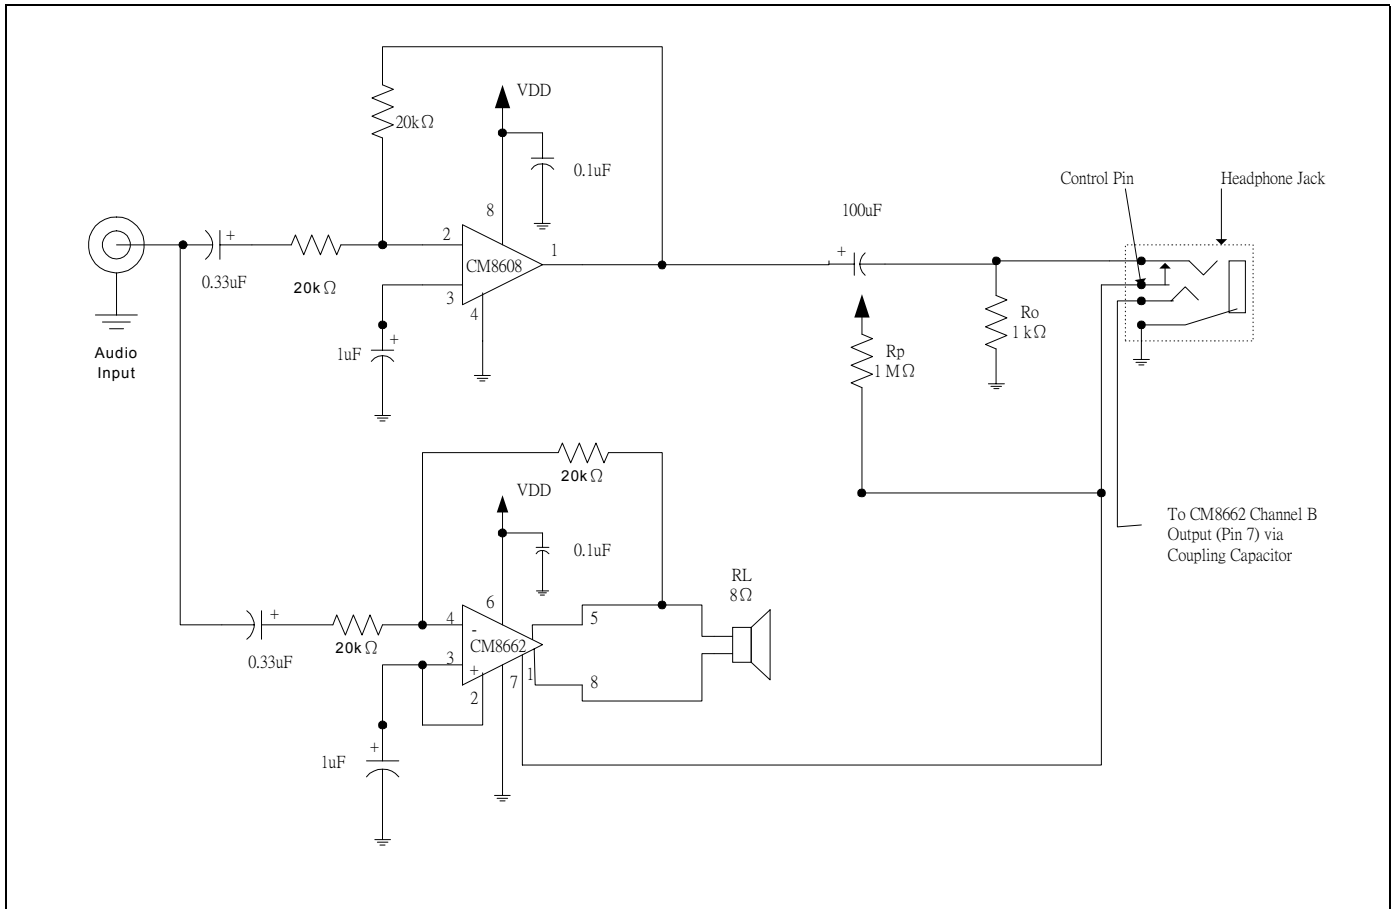 20kΩ
VDD
0.1uF
8
2
1
CM8608
3
4
0.33uF
20kΩ
1uF
Audio
Input
100uF
Control Pin
Headphone Jack
Ro
1 kΩ
Rp
1 MΩ
20kΩ
VDD
0.1uF
To CM8662 Channel B
Output (Pin 7) via
Coupling Capacitor
RL
8Ω
6
4
5
-
CM8662
3
+
2
7
1
8
0.33uF
20kΩ
1uF
+
+
+
+
+